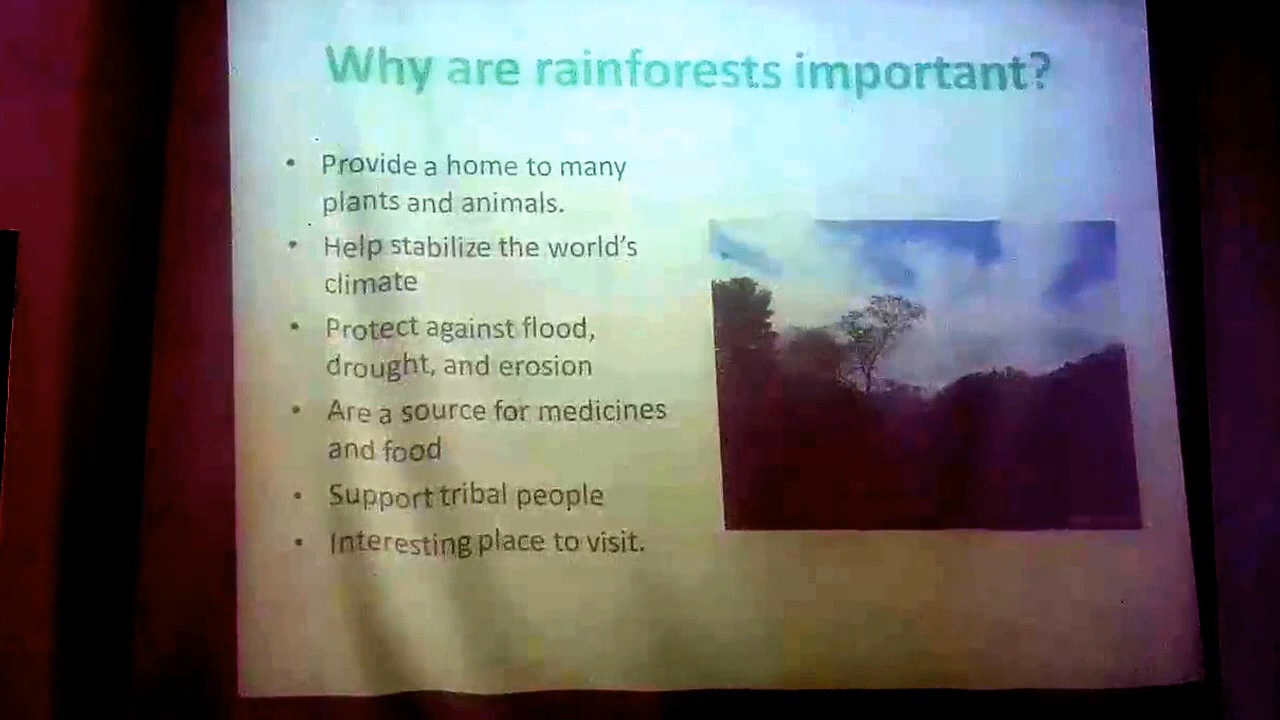 Why are rainforests important?
• Provide a home to many
plants and animals.
• Help stabilize the world's
climate
• Protect against flood,
drought, and erosion
• Are a source for medicines
and food
• Support tribal people
• Interesting place to visit.